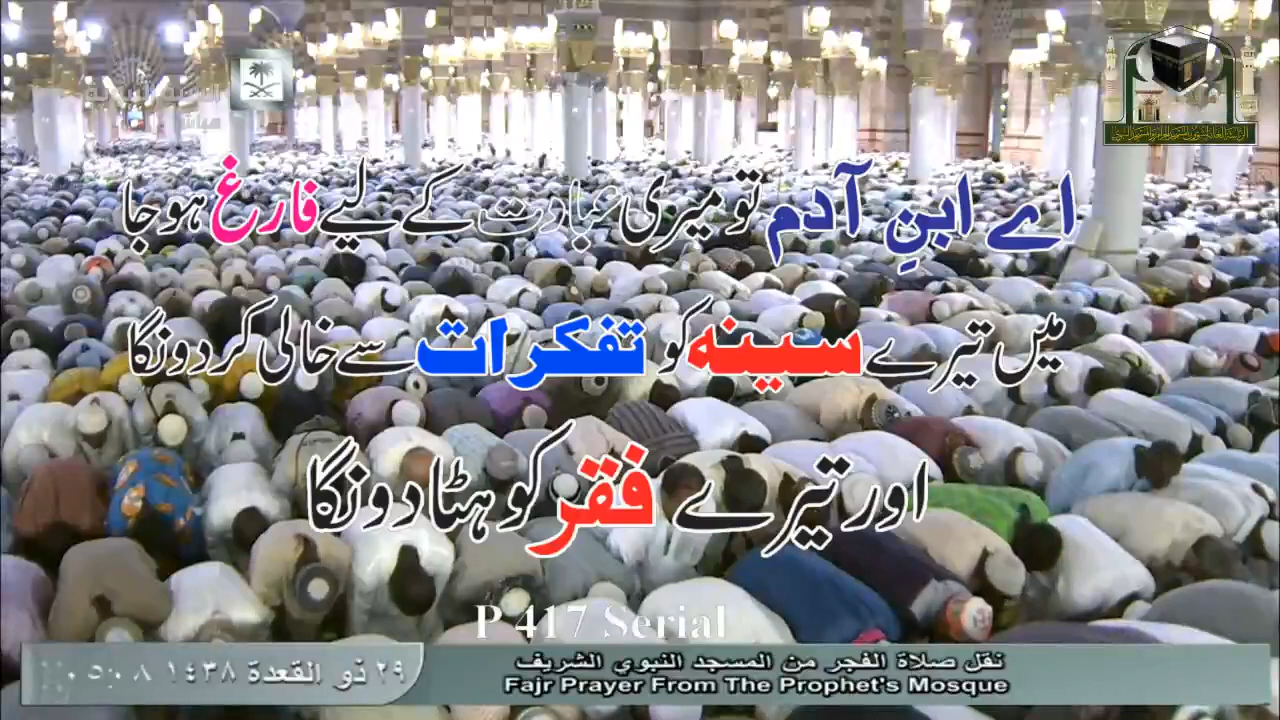 اے ابنِ آدم تو میری عبادت کے لیے فارغ ہوجا
میں تیرے سینہ کو تفکرات سے خالی کردونگا
اور تیرے فقر کو ہٹا دونگا
P 417 Serial
نقل صلاة الفجر من المسجد النبوي الشريف
٢٩ ذو القعدة ١٤٣٨
Fajr Prayer From The Prophet's Mosque